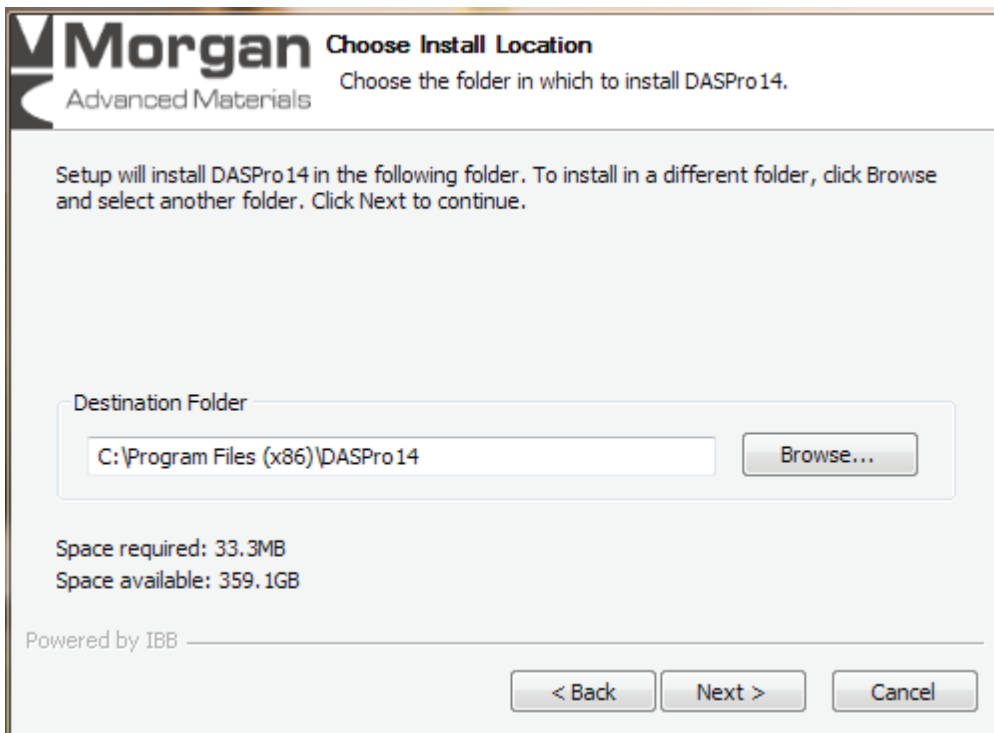 Morgan
Advanced Materials
Choose Install Location
Choose the folder in which to install DASPro14.
Setup will install DASPro14 in the following folder. To install in a different folder, click Browse
and select another folder. Click Next to continue.
Destination Folder
C:\Program Files (x86)\DASPro14
Browse...
Space required: 33.3MB
Space available: 359.1GB
Powered by IBB
< Back Next > Cancel